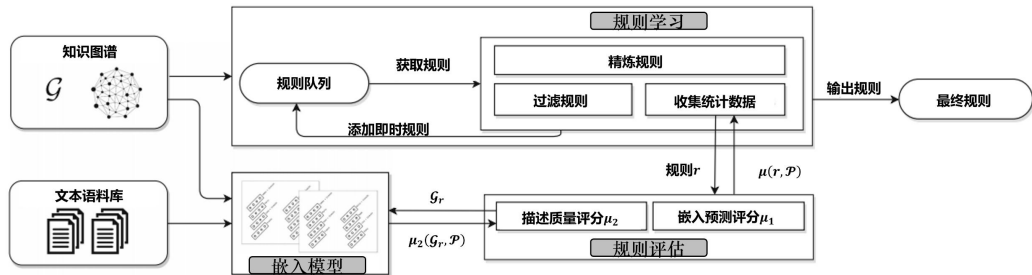 规则学习
知识图谱
𝒢
规则队列
获取规则
精炼规则
过滤规则
收集统计数据
添加即时规则
输出规则
最终规则
规则r
μ(r,𝒫)
文本语料库
𝒢r
μ2(𝒢r,𝒫)
描述质量评分μ2
嵌入预测评分μ1
嵌入模型
规则评估